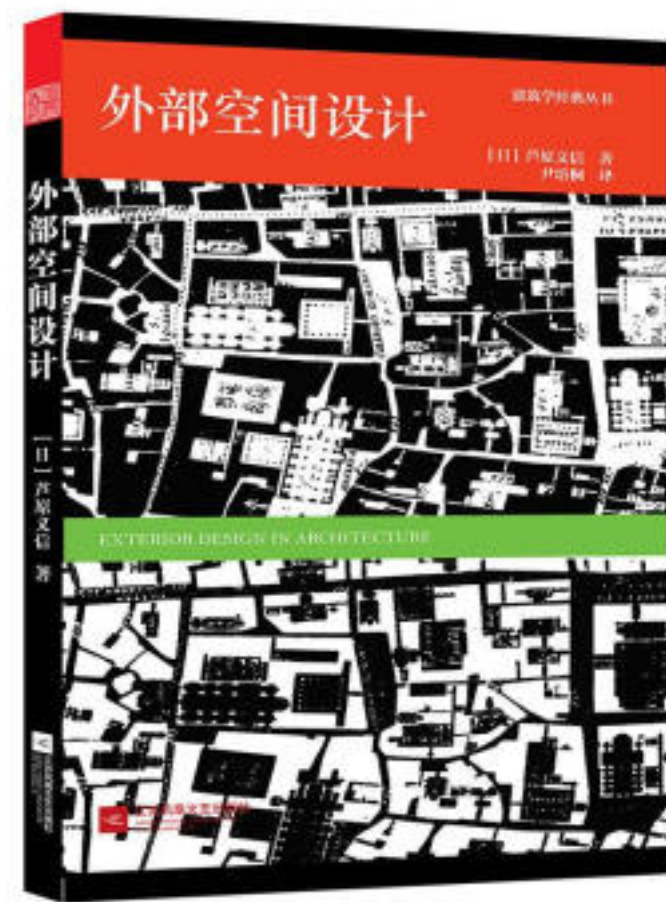 外部空间设计
建筑学经典丛书
[日] 芦原义信 著
尹培桐 译
EXTERIOR DESIGN IN ARCHITECTURE
外部空间设计
[日] 芦原义信 著